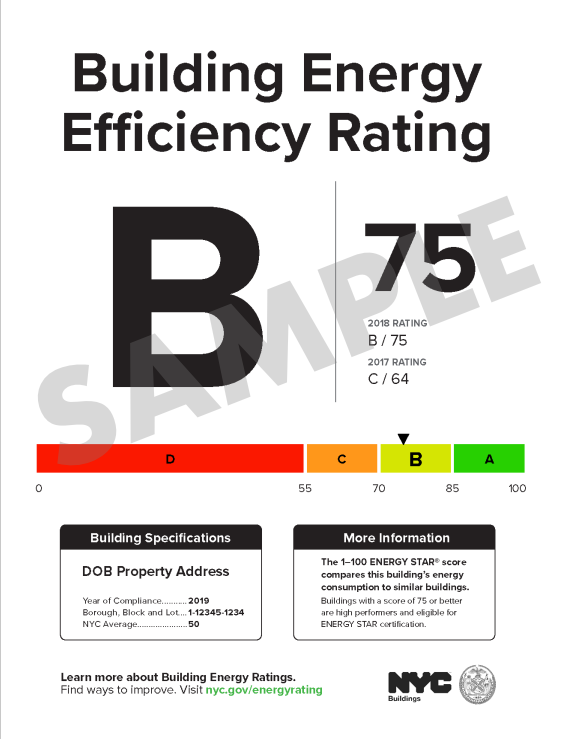 Building Energy
Efficiency Rating
B
75
2018 RATING
B / 75
2017 RATING
C / 64
SAMPLE
D
C
B
A
0
55
70
85
100
Building Specifications
DOB Property Address
Year of Compliance...........2019
Borough, Block and Lot....1-12345-1234
NYC Average.....................50
More Information
The 1–100 ENERGY STAR® score
compares this building's energy
consumption to similar buildings.
Buildings with a score of 75 or better
are high performers and eligible for
ENERGY STAR certification.
Learn more about Building Energy Ratings.
Find ways to improve. Visit nyc.gov/energyrating
NYC
Buildings